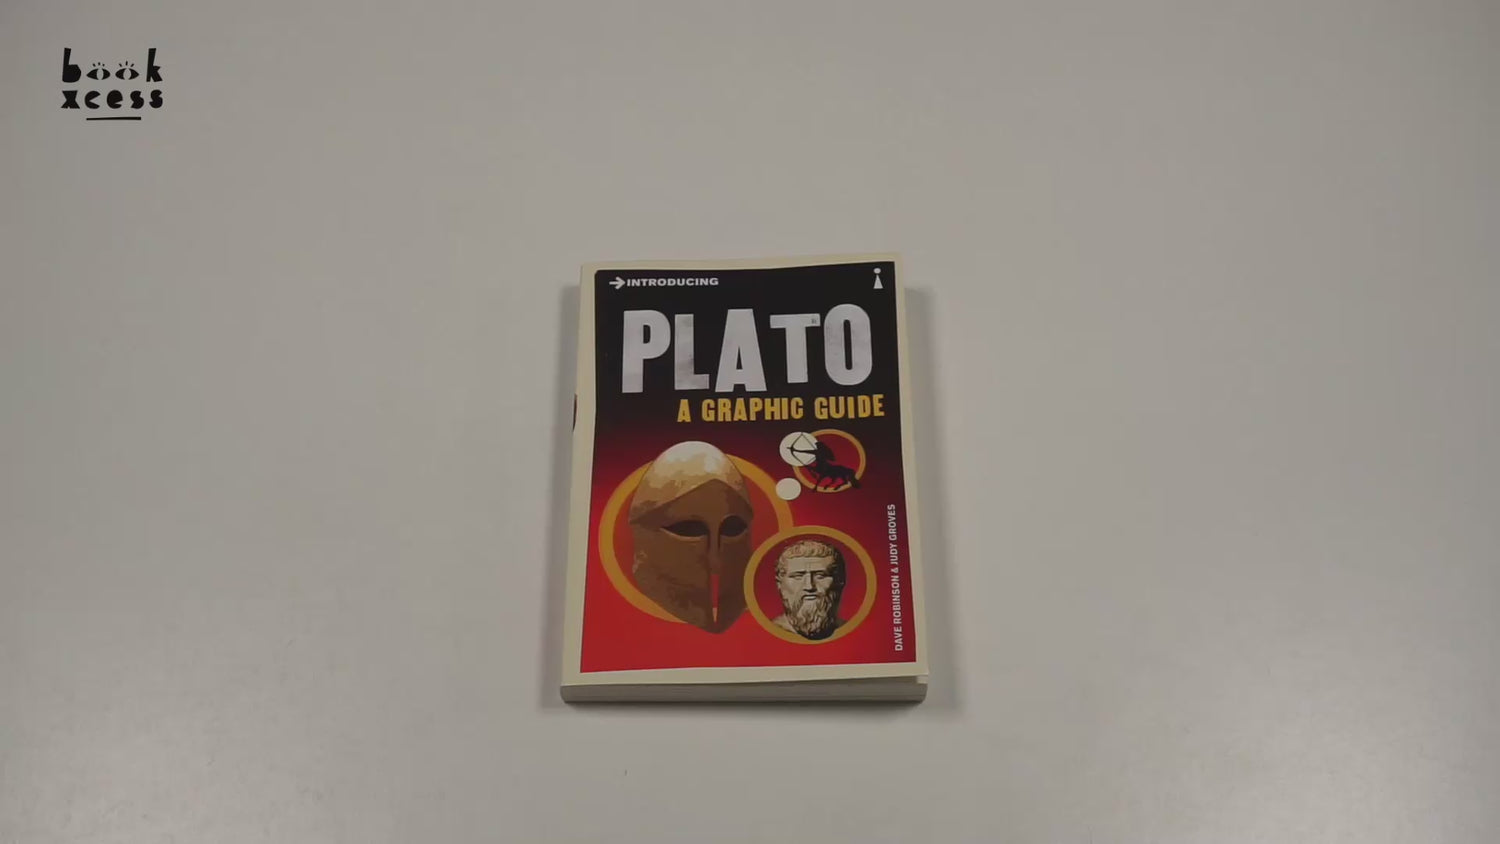 book
xcess
INTRODUCING
PLATO
A GRAPHIC GUIDE
DAVE ROBINSON & JUDY GROVES